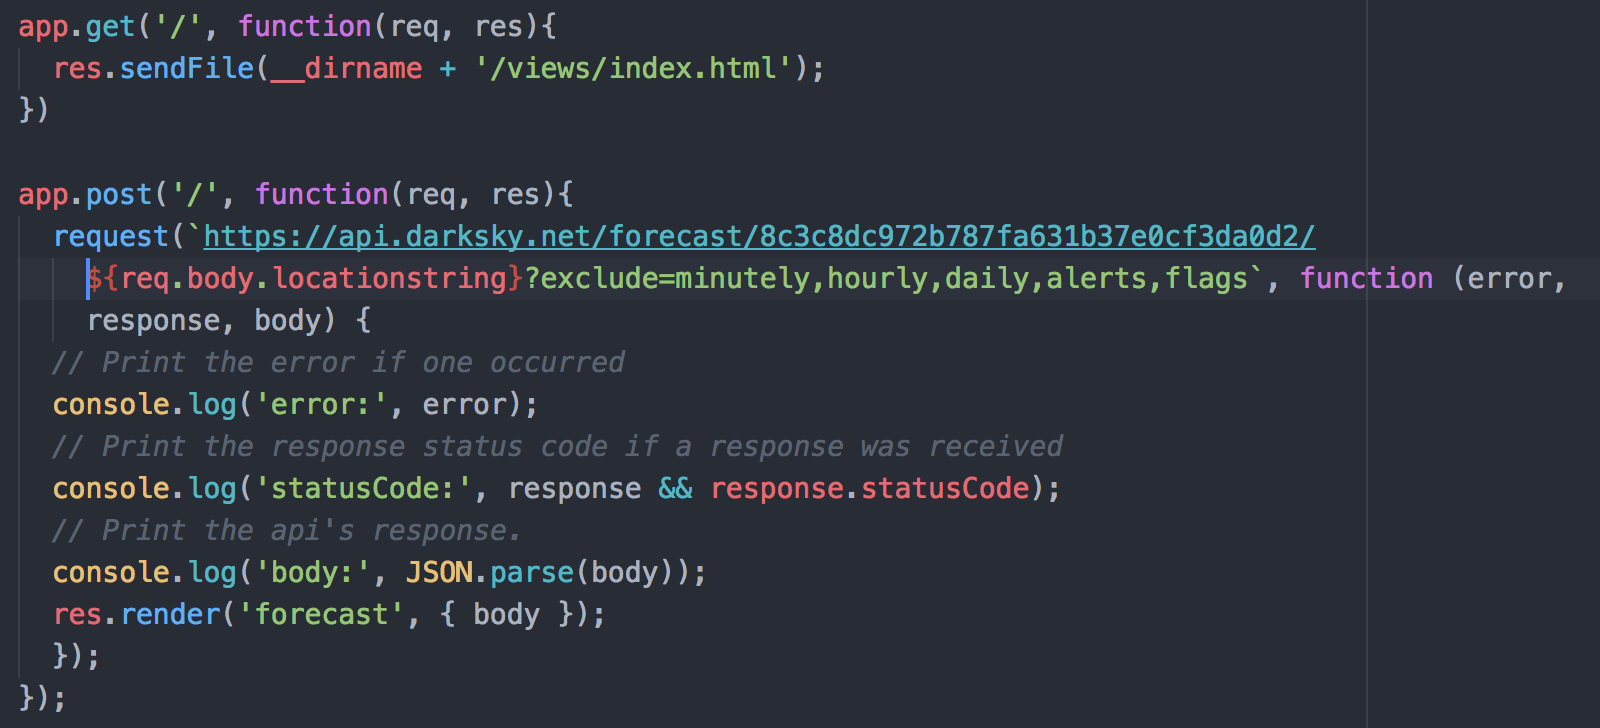 app.get('/', function(req, res){
res.sendFile(__dirname + '/views/index.html');
})
app.post('/', function(req, res){
request(`https://api.darksky.net/forecast/8c3c8dc972b787fa631b37e0cf3da0d2/
${req.body.locationstring}?exclude=minutely,hourly,daily,alerts,flags`, function (error,
response, body) {
// Print the error if one occurred
console.log('error:', error);
// Print the response status code if a response was received
console.log('statusCode:', response && response.statusCode);
// Print the api's response.
console.log('body:', JSON.parse(body));
res.render('forecast', { body });
});
});